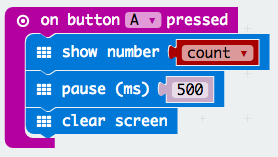 on button A pressed
show number count
pause (ms) 500
clear screen